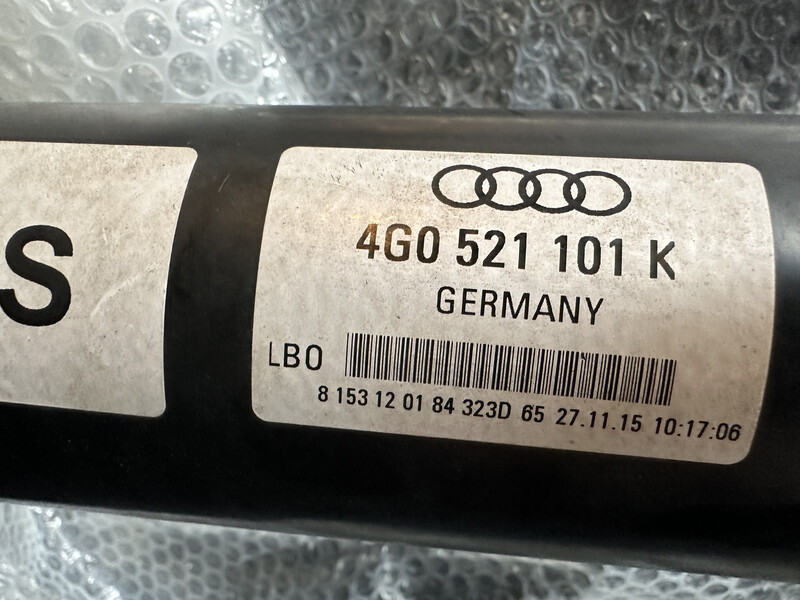 S
4G0 521 101 K
GERMANY
LBO
8 153 12 01 84 323D 65 27.11.15 10:17:06